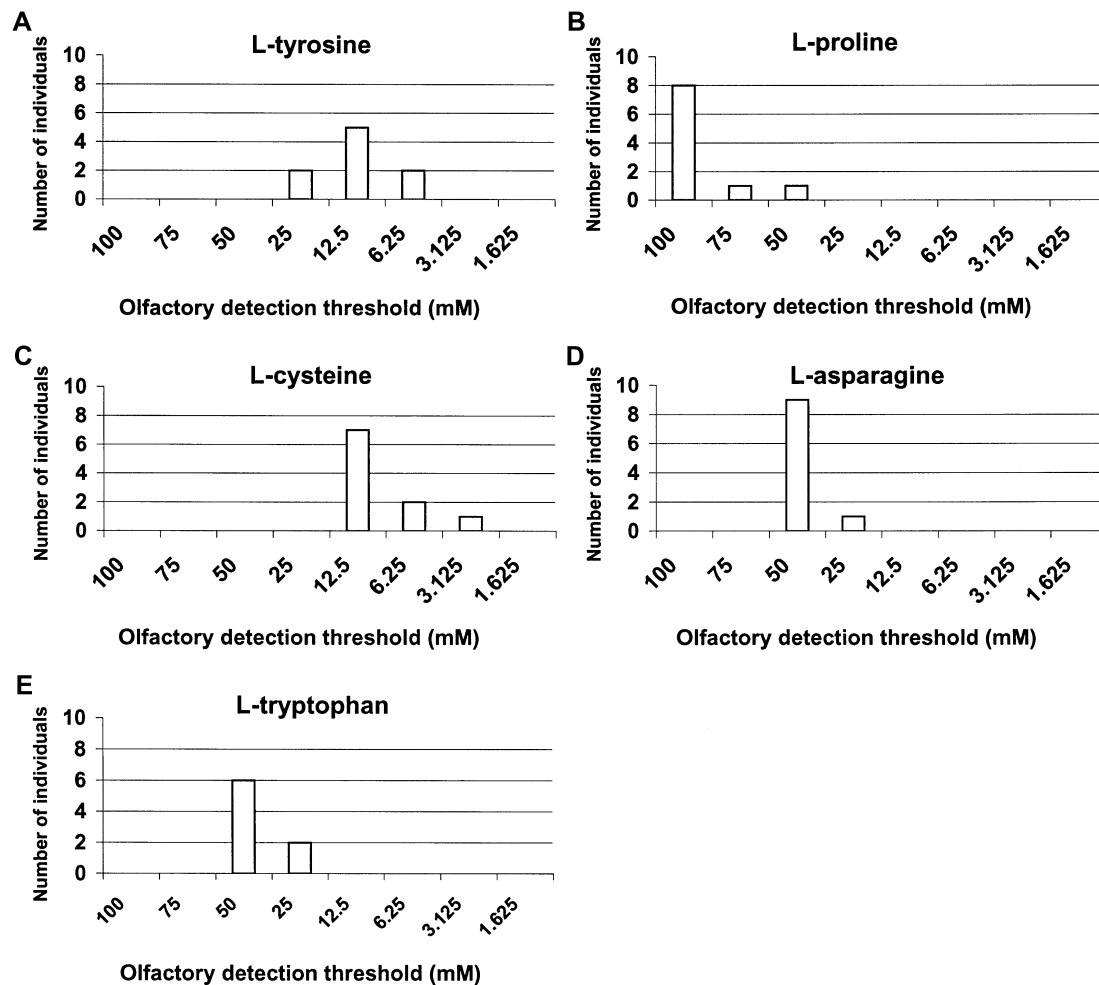 A
L-tyrosine
Number of individuals
10
8
6
4
2
0
100 75 50 25 12.5 6.25 3.125 1.625
Olfactory detection threshold (mM)
B
L-proline
Number of individuals
10
8
6
4
2
0
100 75 50 25 12.5 6.25 3.125 1.625
Olfactory detection threshold (mM)
C
L-cysteine
Number of individuals
10
8
6
4
2
0
100 75 50 25 12.5 6.25 3.125 1.625
Olfactory detection threshold (mM)
D
L-asparagine
Number of individuals
10
8
6
4
2
0
100 75 50 25 12.5 6.25 3.125 1.625
Olfactory detection threshold (mM)
E
L-tryptophan
Number of individuals
10
8
6
4
2
0
100 75 50 25 12.5 6.25 3.125 1.625
Olfactory detection threshold (mM)